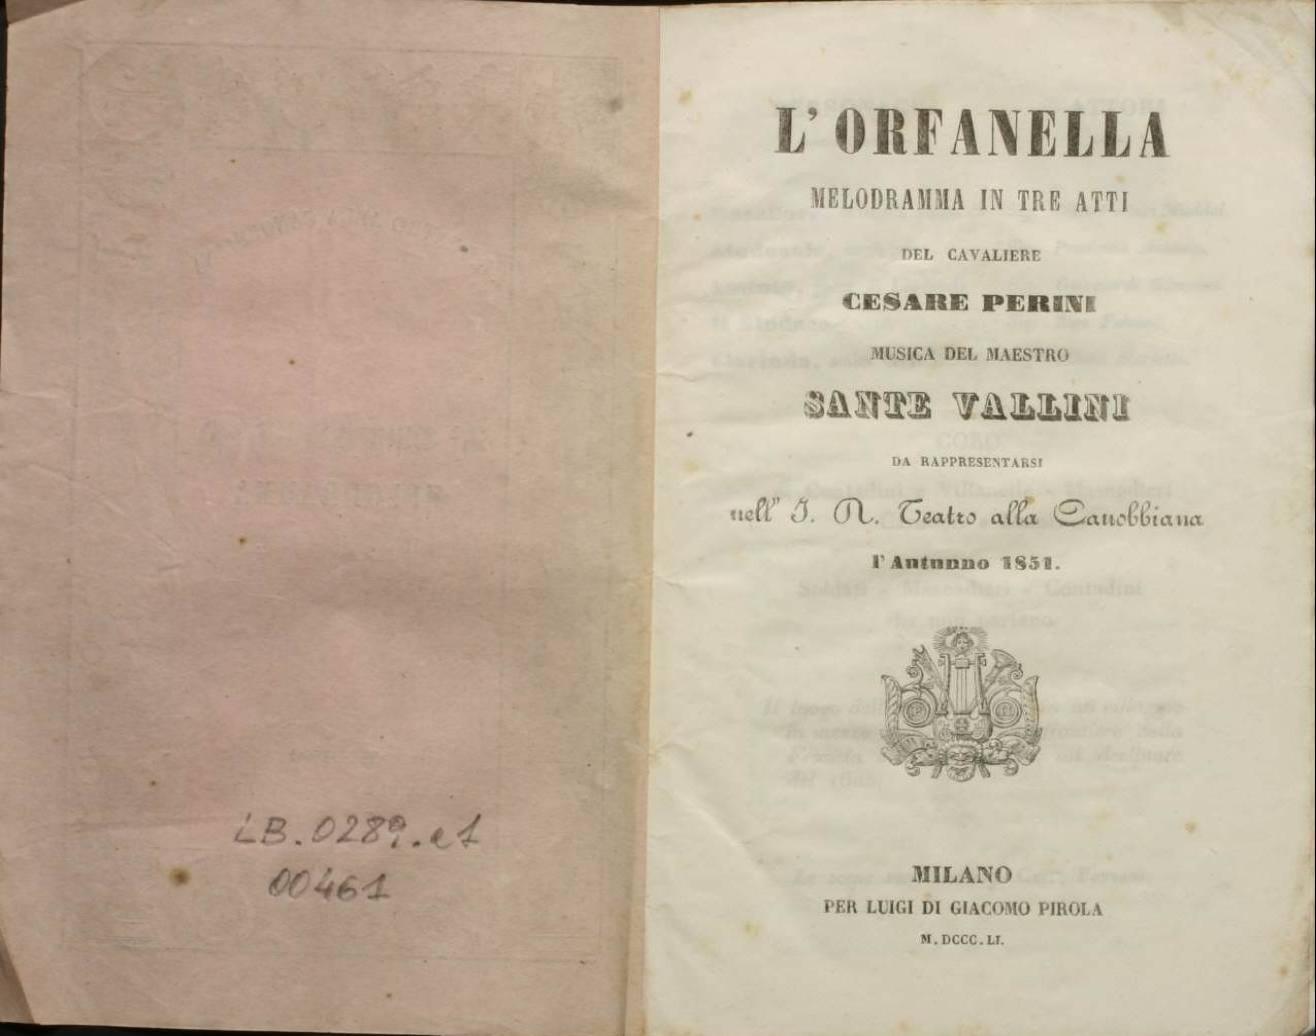 LB.0289.e1
00461
L' ORFANELLA
MELODRAMMA IN TRE ATTI
DEL CAVALIERE
CESARE PERINI
MUSICA DEL MAESTRO
SANTE VALLINI
DA RAPPRESENTARSI
nell' I. R. Teatro alla Canobbiana
l'Autunno 1851.
MILANO
PER LUIGI DI GIACOMO PIROLA
M. DCCC. LI.